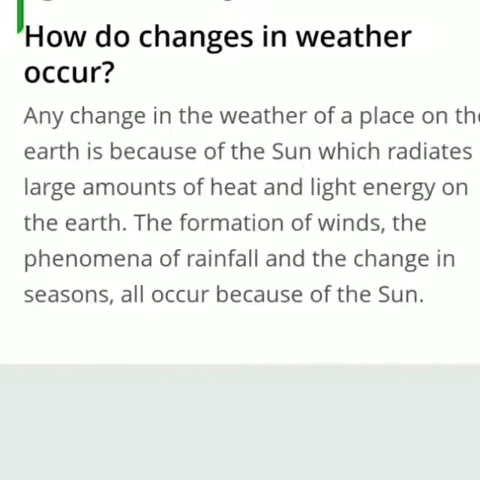 How do changes in weather
occur?
Any change in the weather of a place on the
earth is because of the Sun which radiates
large amounts of heat and light energy on
the earth. The formation of winds, the
phenomena of rainfall and the change in
seasons, all occur because of the Sun.